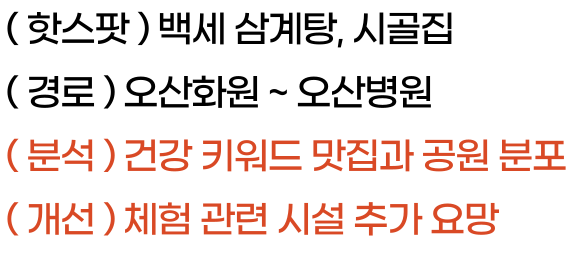 ( 핫스팟 ) 백세 삼계탕, 시골집
( 경로 ) 오산화원 ~ 오산병원
( 분석 ) 건강 키워드 맛집과 공원 분포
( 개선 ) 체험 관련 시설 추가 요망